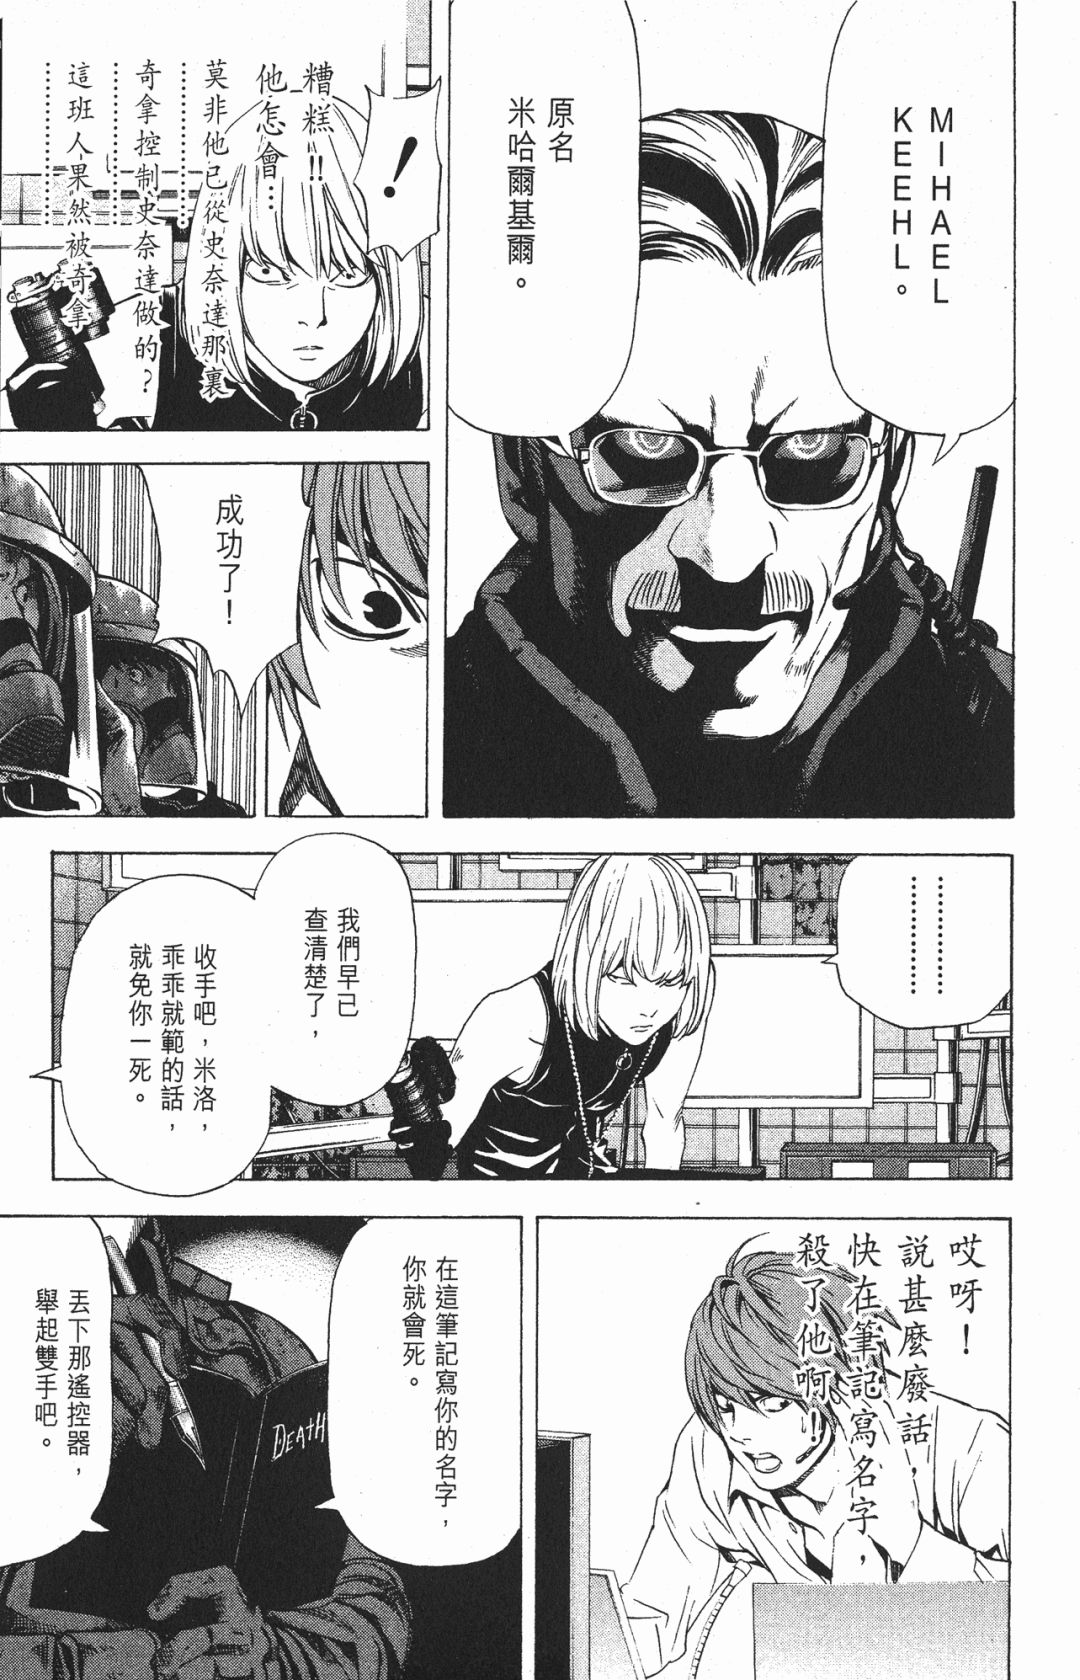 MIHAEL
KEEHL。
原名
米哈爾基爾。
！
糟糕!!
他怎會…
莫非他已從史奈達那裏
………………
奇拿控制史奈達做的？
………………
這班人果然被奇拿
………………
成功了！
…………
…………
我們早已
查清楚了，
收手吧，米洛，
乖乖就範的話，
就免你一死。
哎呀！
說甚麼廢話，
快在筆記寫名字，
殺了他啊!!
在這筆記寫你的名字，
你就會死。
DEATH
丟下那遙控器，
舉起雙手吧。